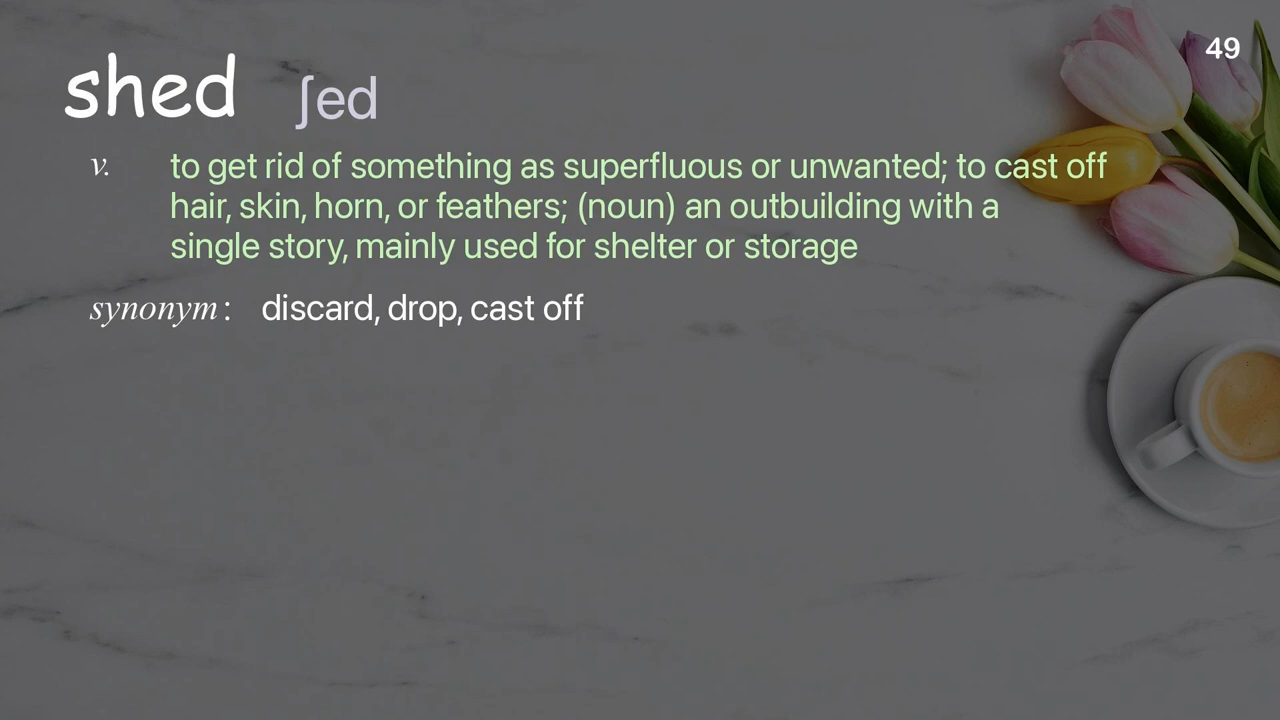 49
shed ʃed
v. to get rid of something as superfluous or unwanted; to cast off
hair, skin, horn, or feathers; (noun) an outbuilding with a
single story, mainly used for shelter or storage
synonym: discard, drop, cast off